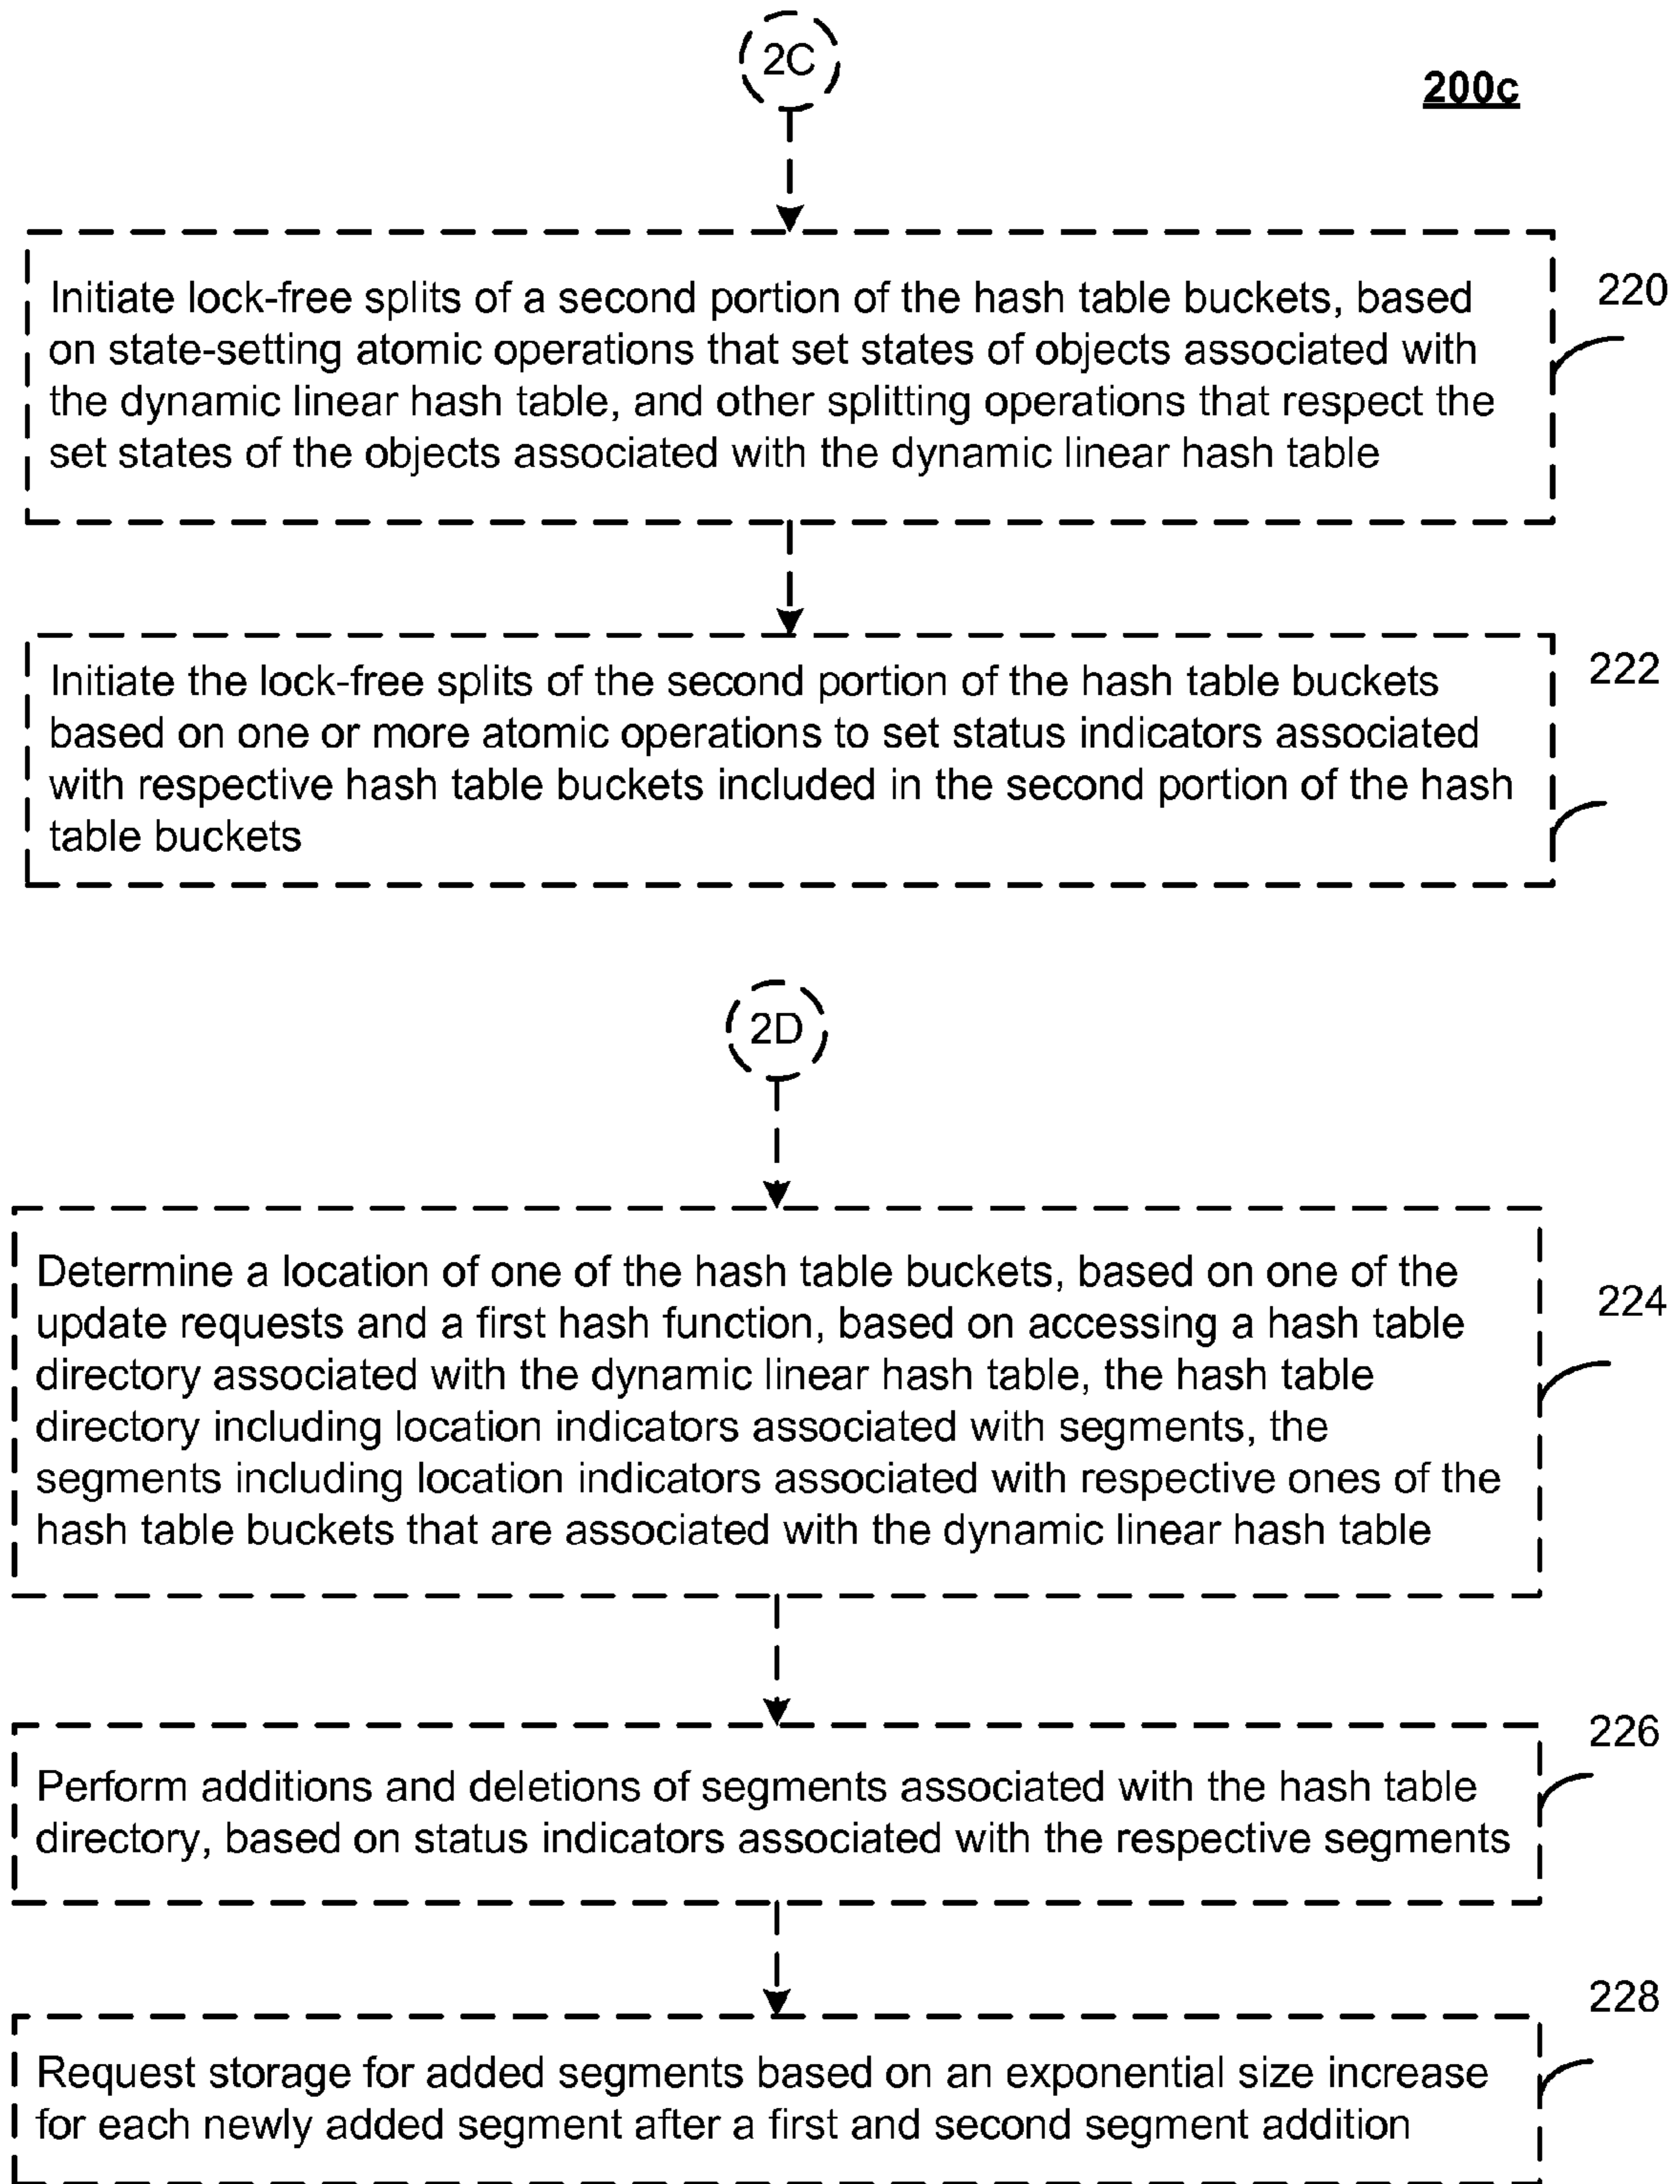 2C
200c
Initiate lock-free splits of a second portion of the hash table buckets, based
on state-setting atomic operations that set states of objects associated with
the dynamic linear hash table, and other splitting operations that respect the
set states of the objects associated with the dynamic linear hash table
220
Initiate the lock-free splits of the second portion of the hash table buckets
based on one or more atomic operations to set status indicators associated
with respective hash table buckets included in the second portion of the hash
table buckets
222
2D
Determine a location of one of the hash table buckets, based on one of the
update requests and a first hash function, based on accessing a hash table
directory associated with the dynamic linear hash table, the hash table
directory including location indicators associated with segments, the
segments including location indicators associated with respective ones of the
hash table buckets that are associated with the dynamic linear hash table
224
Perform additions and deletions of segments associated with the hash table
directory, based on status indicators associated with the respective segments
226
Request storage for added segments based on an exponential size increase
for each newly added segment after a first and second segment addition
228